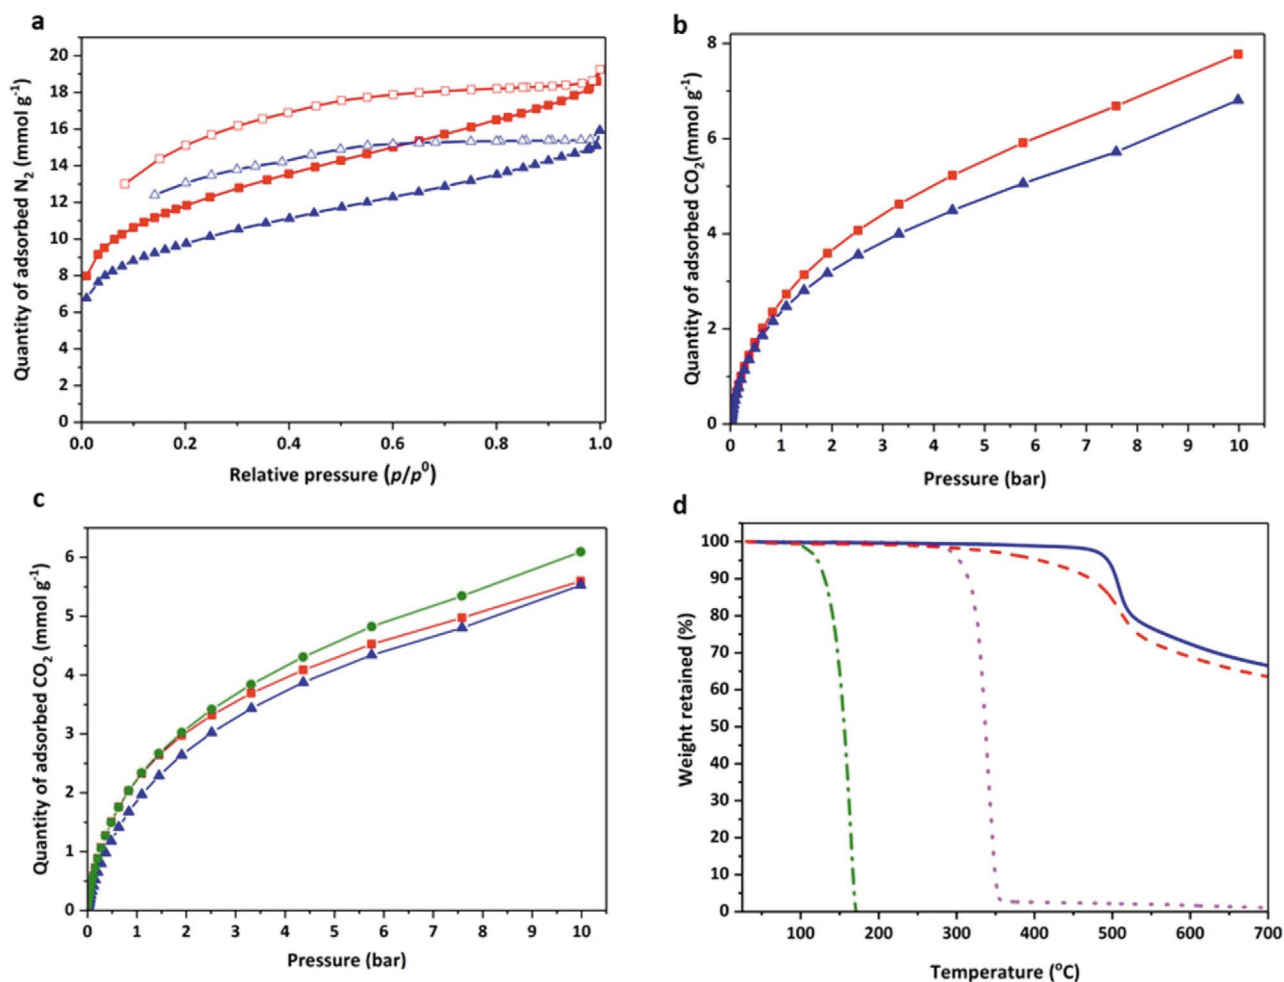 a
Quantity of adsorbed N₂ (mmol g⁻¹)
20
18
16
14
12
10
8
6
4
2
0
0.0 0.2 0.4 0.6 0.8 1.0
Relative pressure (p/p⁰)
b
Quantity of adsorbed CO₂(mmol g⁻¹)
8
6
4
2
0
0 1 2 3 4 5 6 7 8 9 10
Pressure (bar)
c
Quantity of adsorbed CO₂ (mmol g⁻¹)
6
5
4
3
2
1
0
0 1 2 3 4 5 6 7 8 9 10
Pressure (bar)
d
Weight retained (%)
100
90
80
70
60
50
40
30
20
10
0
100 200 300 400 500 600 700
Temperature (°C)